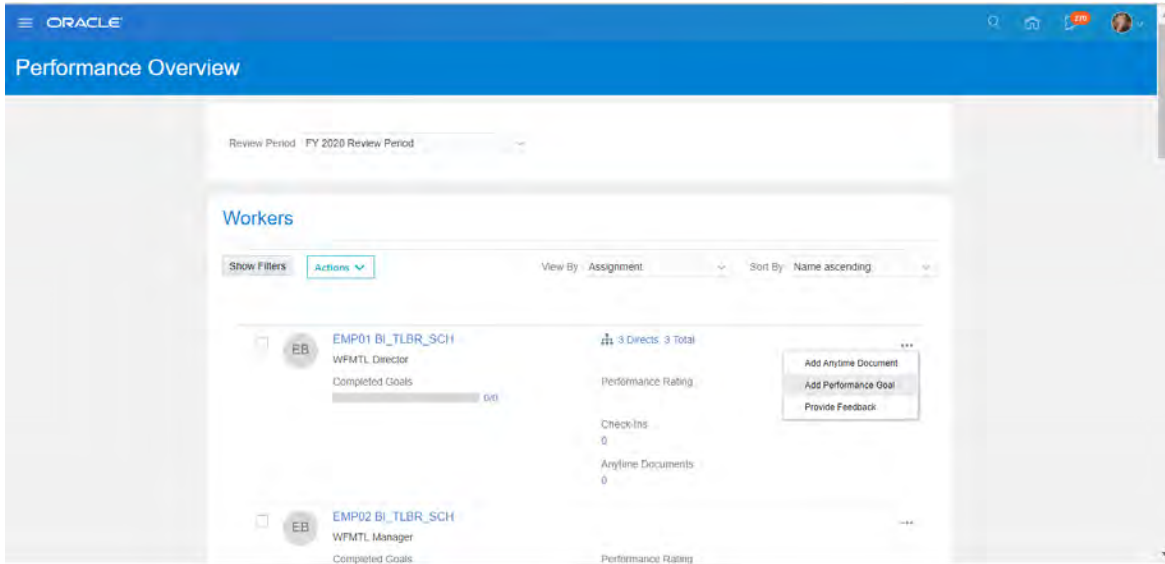 ORACLE
270
Performance Overview
Review Period FY 2020 Review Period
Workers
Show Filters Actions View By Assignment Sort By Name ascending
EB
EMP01 BI_TLBR_SCH
WFMTL Director
Completed Goals
0/0
3 Directs, 3 Total
Performance Rating
Check-Ins
0
Anytime Documents
0
...
Add Anytime Document
Add Performance Goal
Provide Feedback
EB
EMP02 BI_TLBR_SCH
WFMTL Manager
Completed Goals
Performance Rating
...